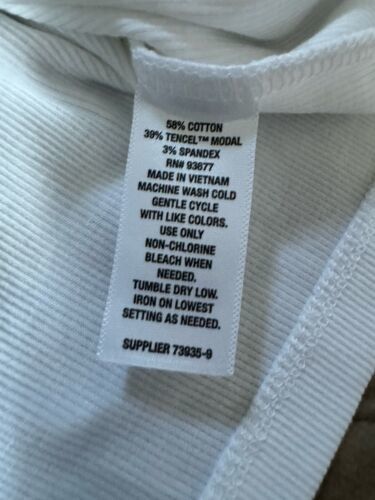 58% COTTON
39% TENCEL™ MODAL
3% SPANDEX
RN# 93677
MADE IN VIETNAM
MACHINE WASH COLD
GENTLE CYCLE
WITH LIKE COLORS.
USE ONLY
NON-CHLORINE
BLEACH WHEN
NEEDED.
TUMBLE DRY LOW.
IRON ON LOWEST
SETTING AS NEEDED.
SUPPLIER 73935-9